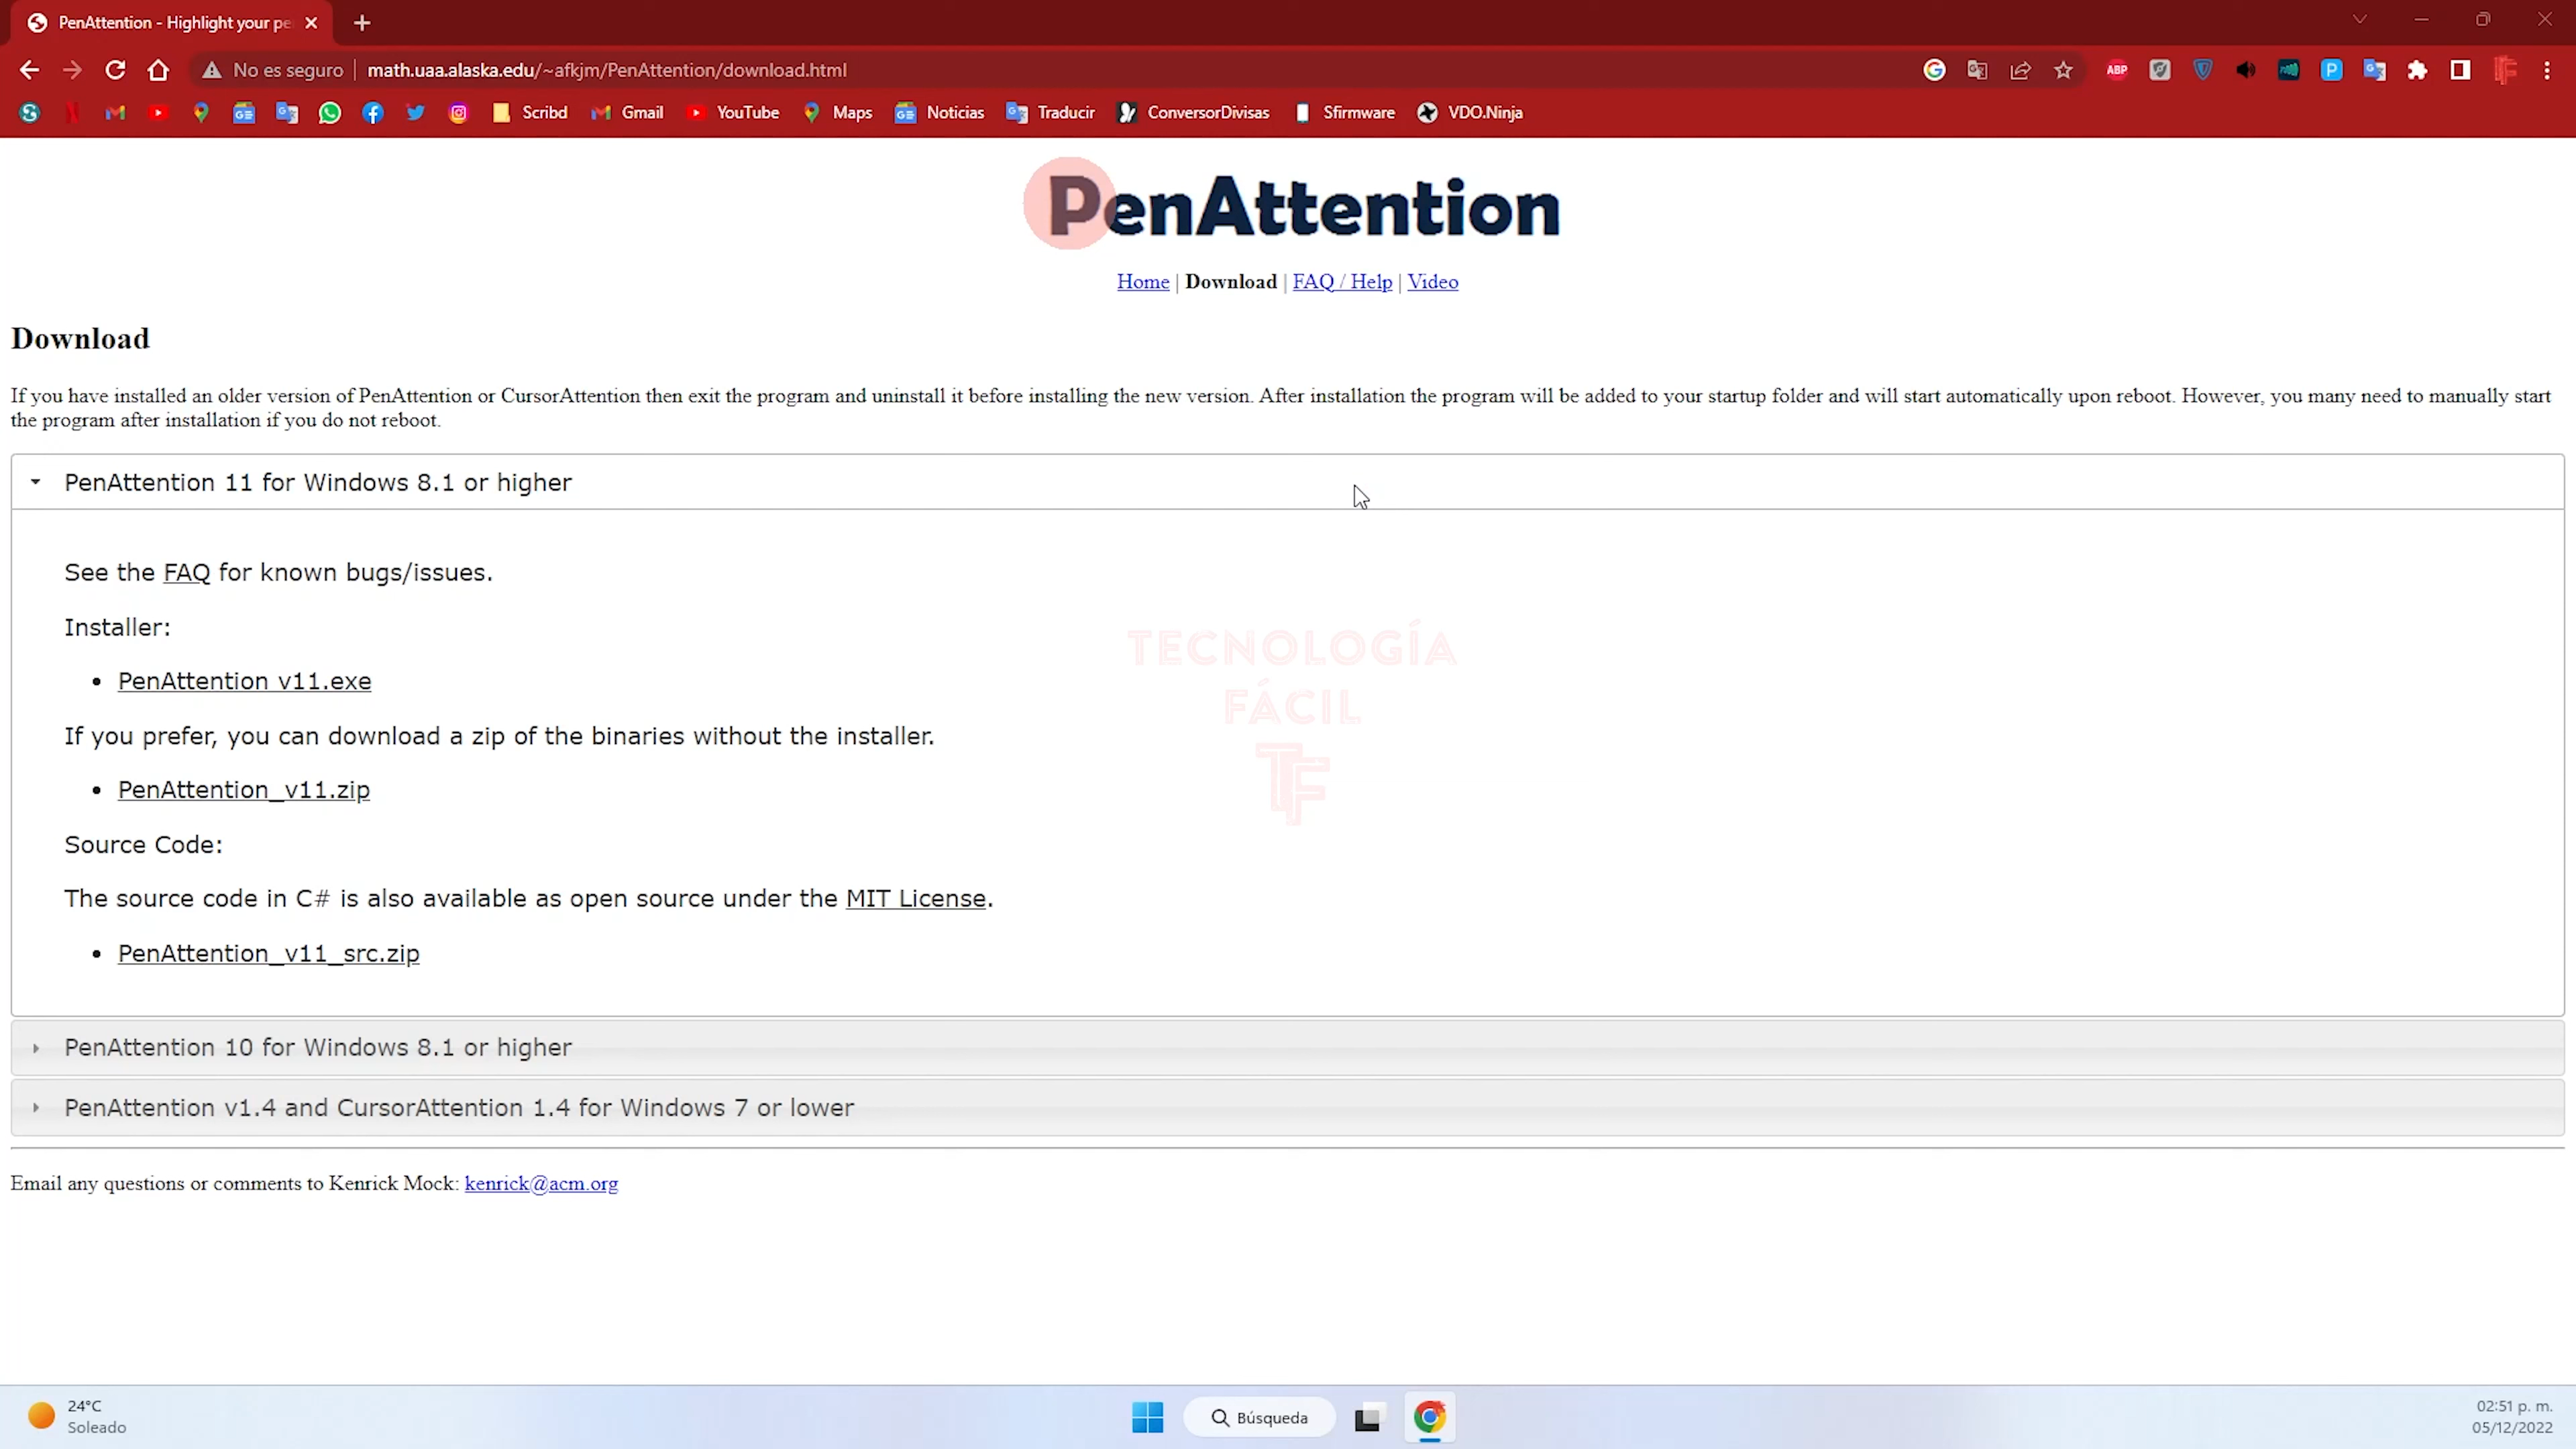 PenAttention - Highlight your pe
No es seguro math.uaa.alaska.edu/~afkjm/PenAttention/download.html
ABP
Scribd Gmail YouTube Maps Noticias Traducir ConversorDivisas Sfirmware VDO.Ninja
PenAttention
Home | Download | FAQ / Help | Video
Download
If you have installed an older version of PenAttention or CursorAttention then exit the program and uninstall it before installing the new version. After installation the program will be added to your startup folder and will start automatically upon reboot. However, you many need to manually start
the program after installation if you do not reboot.
PenAttention 11 for Windows 8.1 or higher
See the FAQ for known bugs/issues.
Installer:
• PenAttention v11.exe
If you prefer, you can download a zip of the binaries without the installer.
• PenAttention_v11.zip
Source Code:
The source code in C# is also available as open source under the MIT License.
• PenAttention_v11_src.zip
TECNOLOGÍA
FÁCIL
TF
PenAttention 10 for Windows 8.1 or higher
PenAttention v1.4 and CursorAttention 1.4 for Windows 7 or lower
Email any questions or comments to Kenrick Mock: kenrick@acm.org
24°C
Soleado
Búsqueda
02:51 p. m.
05/12/2022